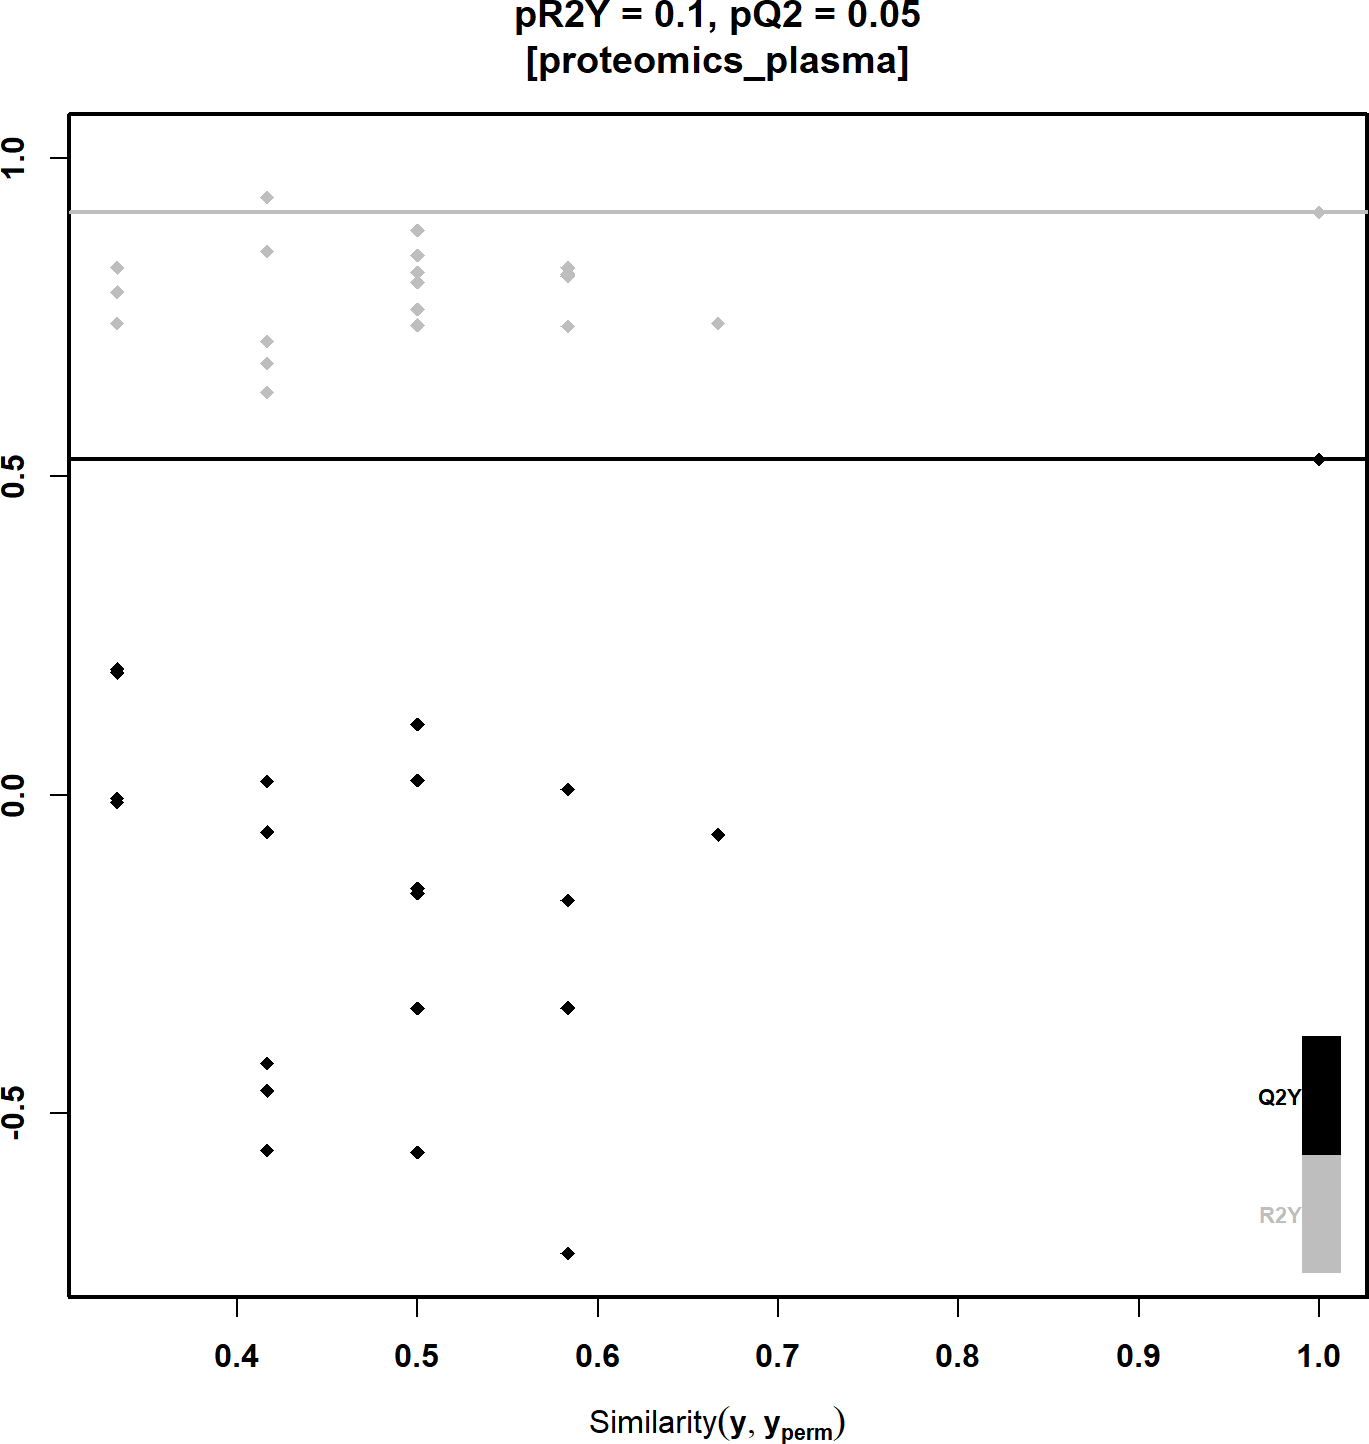 pR2Y = 0.1, pQ2 = 0.05
[proteomics_plasma]
1.0
0.5
0.0
-0.5
Q2Y
R2Y
0.4 0.5 0.6 0.7 0.8 0.9 1.0
Similarity(y, yperm)